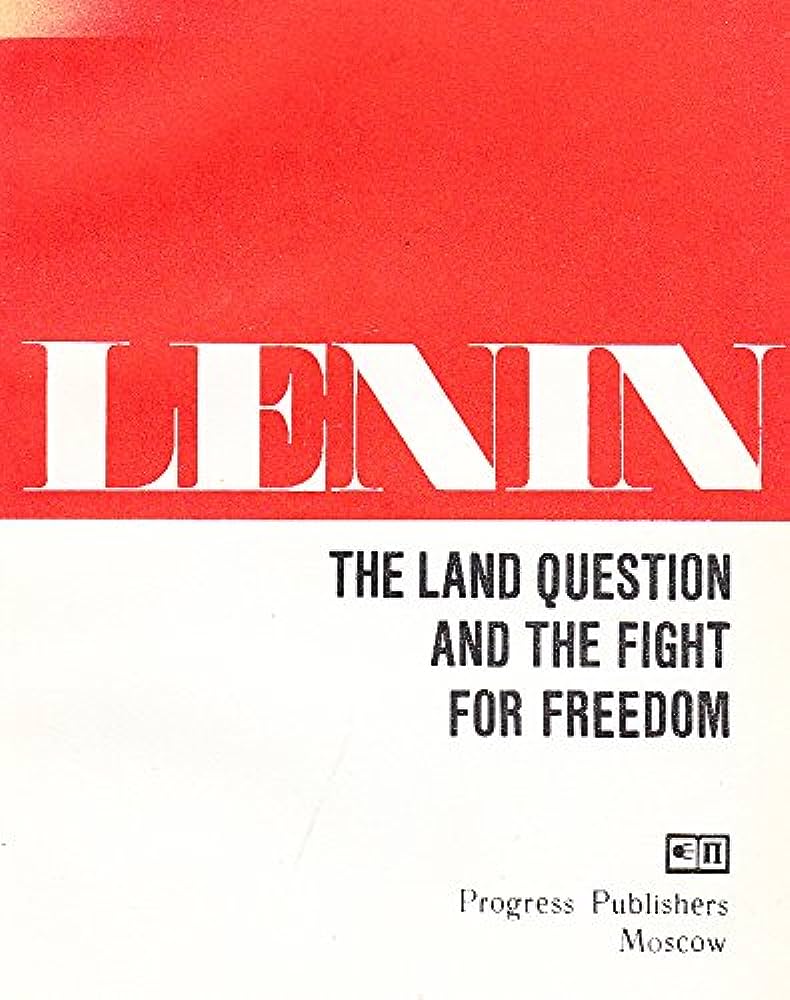 LENIN
THE LAND QUESTION
AND THE FIGHT
FOR FREEDOM
Progress Publishers
Moscow